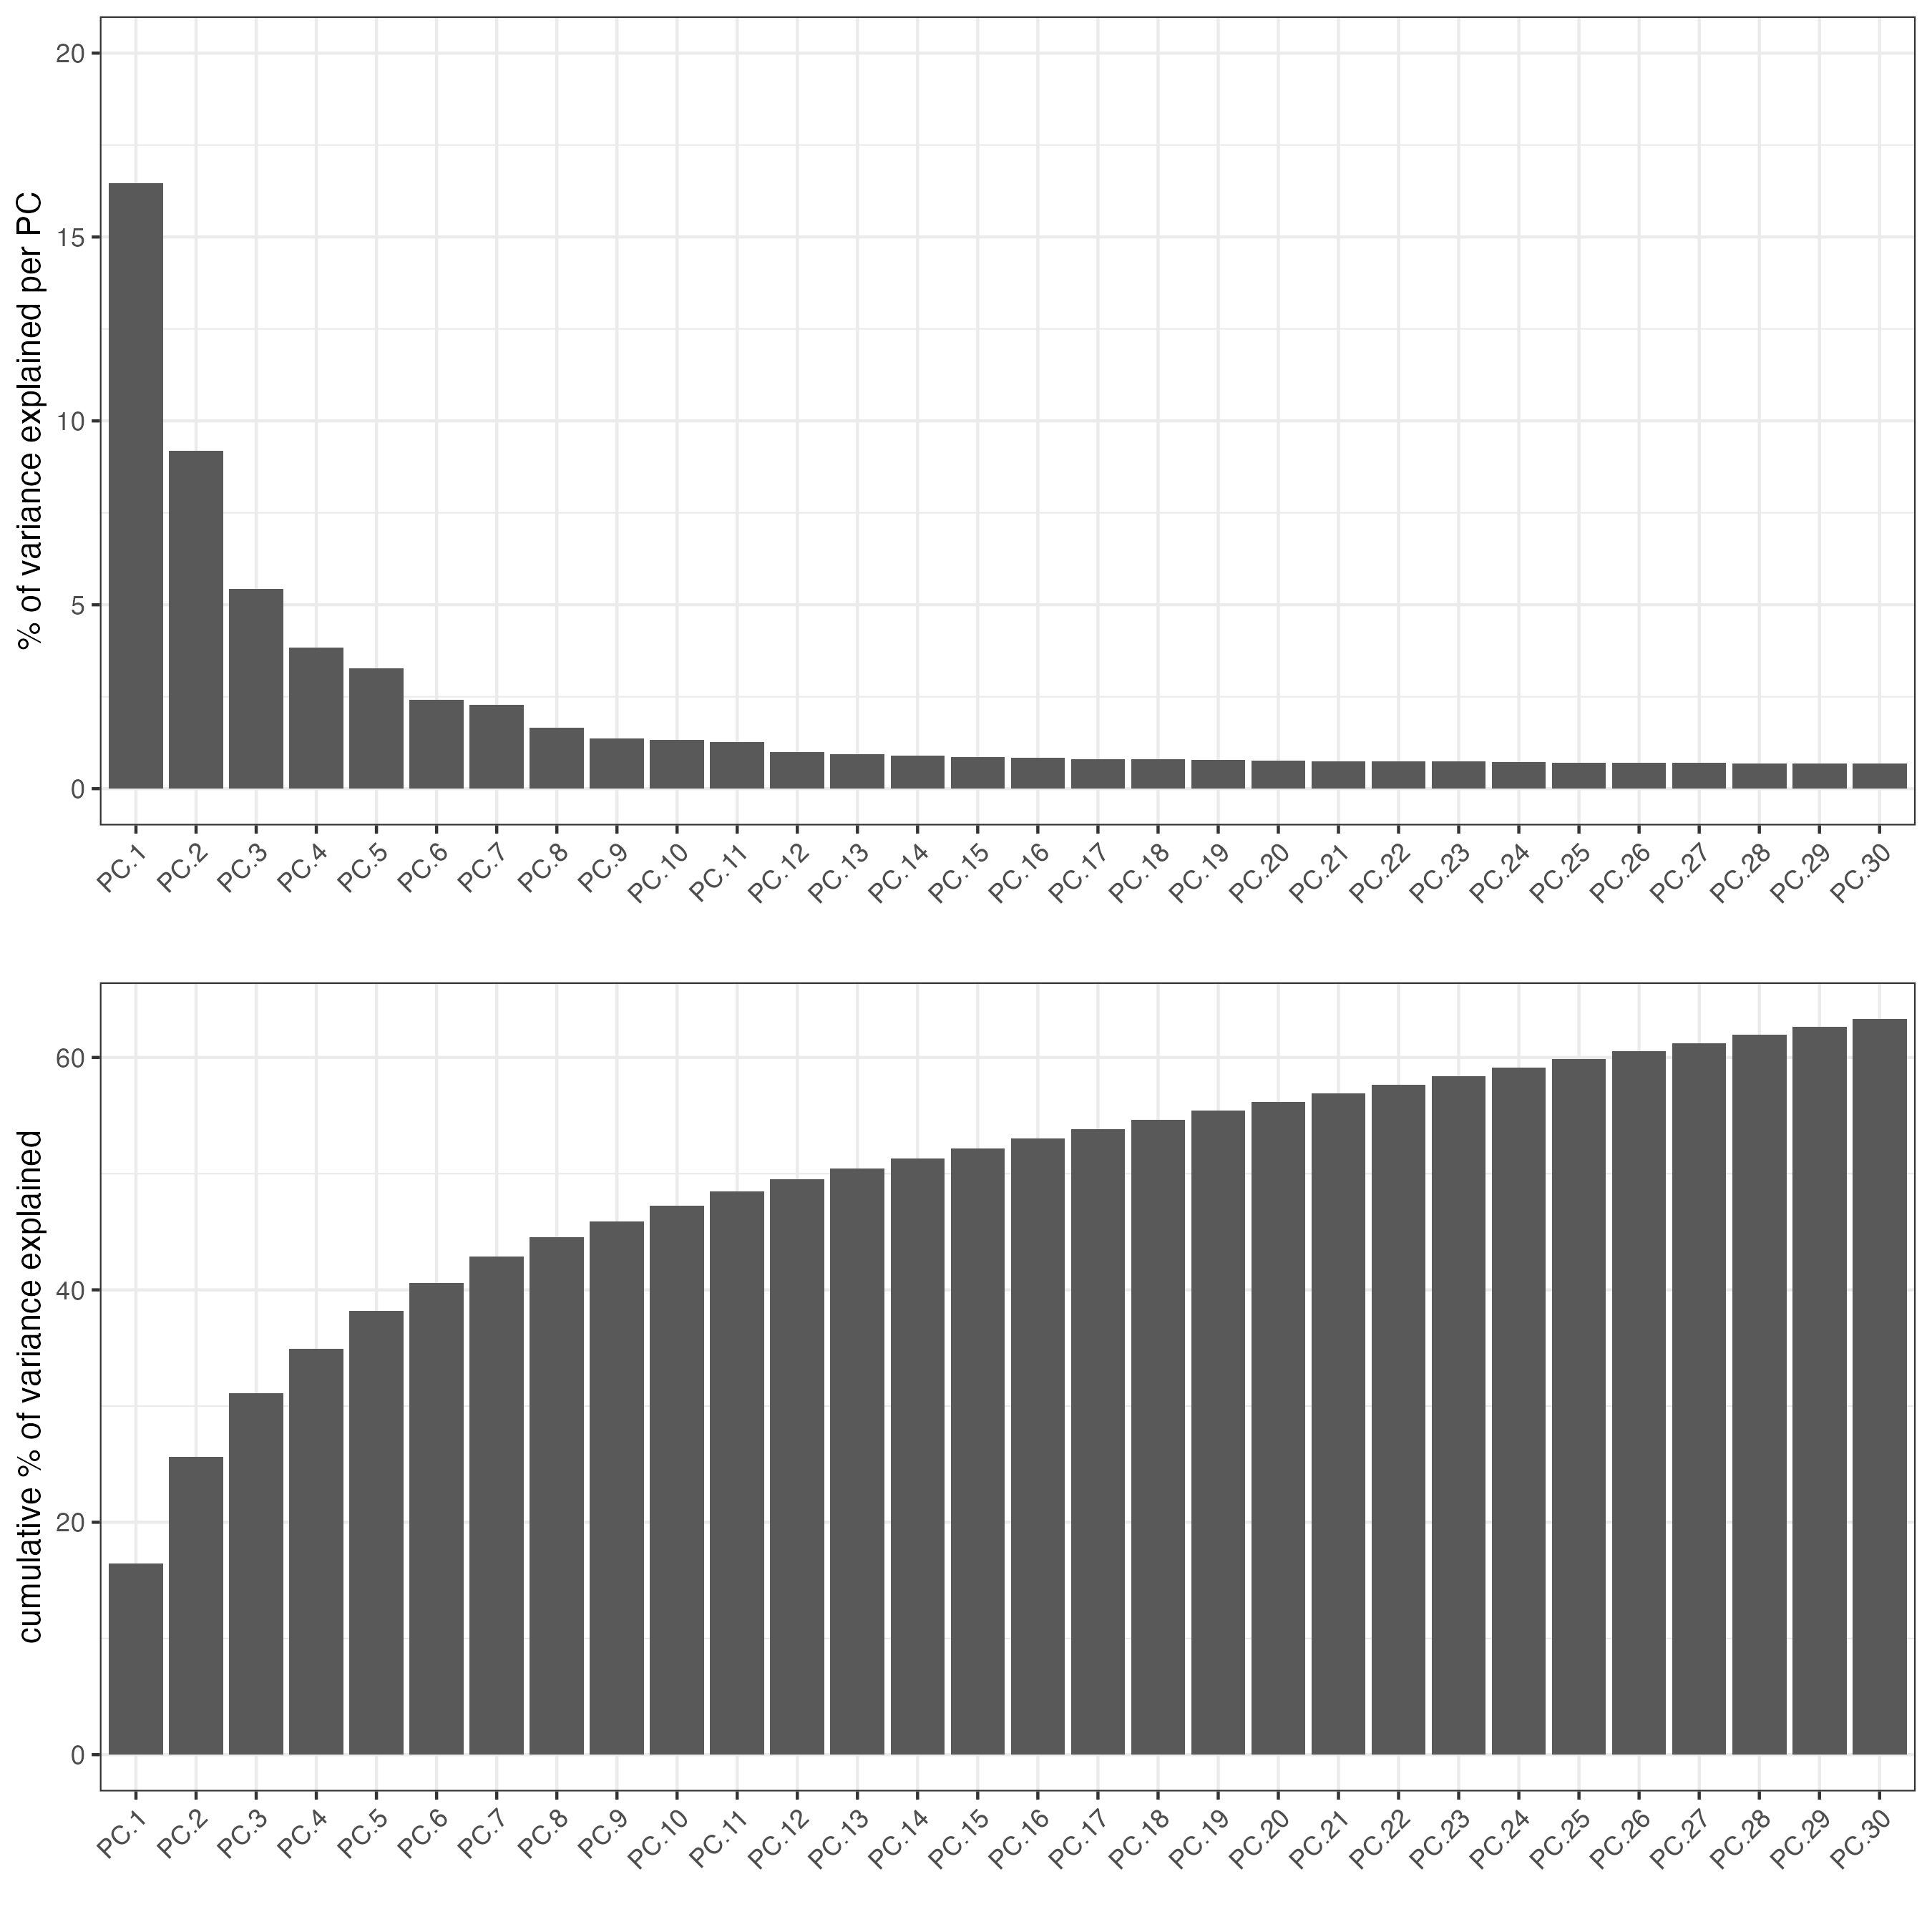 % of variance explained per PC
20
15
10
5
0
PC.1 PC.2 PC.3 PC.4 PC.5 PC.6 PC.7 PC.8 PC.9 PC.10 PC.11 PC.12 PC.13 PC.14 PC.15 PC.16 PC.17 PC.18 PC.19 PC.20 PC.21 PC.22 PC.23 PC.24 PC.25 PC.26 PC.27 PC.28 PC.29 PC.30
cumulative % of variance explained
60
40
20
0
PC.1 PC.2 PC.3 PC.4 PC.5 PC.6 PC.7 PC.8 PC.9 PC.10 PC.11 PC.12 PC.13 PC.14 PC.15 PC.16 PC.17 PC.18 PC.19 PC.20 PC.21 PC.22 PC.23 PC.24 PC.25 PC.26 PC.27 PC.28 PC.29 PC.30